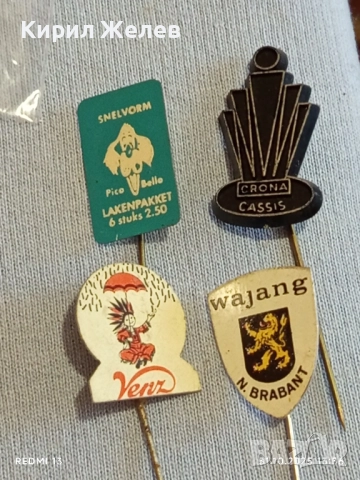 Кирил Желев
SNELVORM
Pico Bello
LAKENPAKKET
6 stuks 2.50
CRONA
CASSIS
Venz
wajang
N. BRABANT
REDMI 13